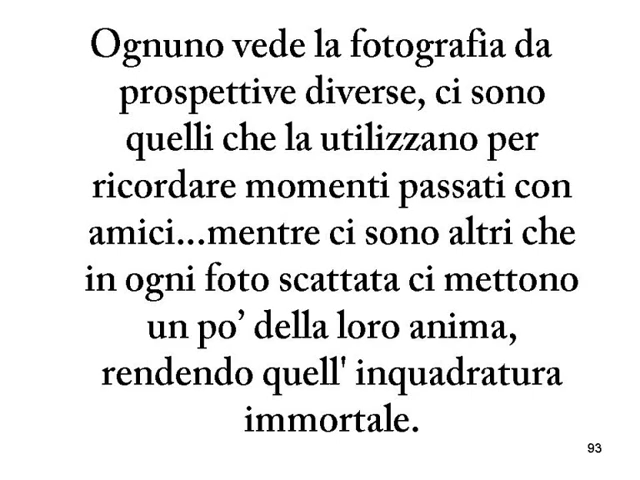 Ognuno vede la fotografia da
prospettive diverse, ci sono
quelli che la utilizzano per
ricordare momenti passati con
amici...mentre ci sono altri che
in ogni foto scattata ci mettono
un po’ della loro anima,
rendendo quell' inquadratura
immortale.
93